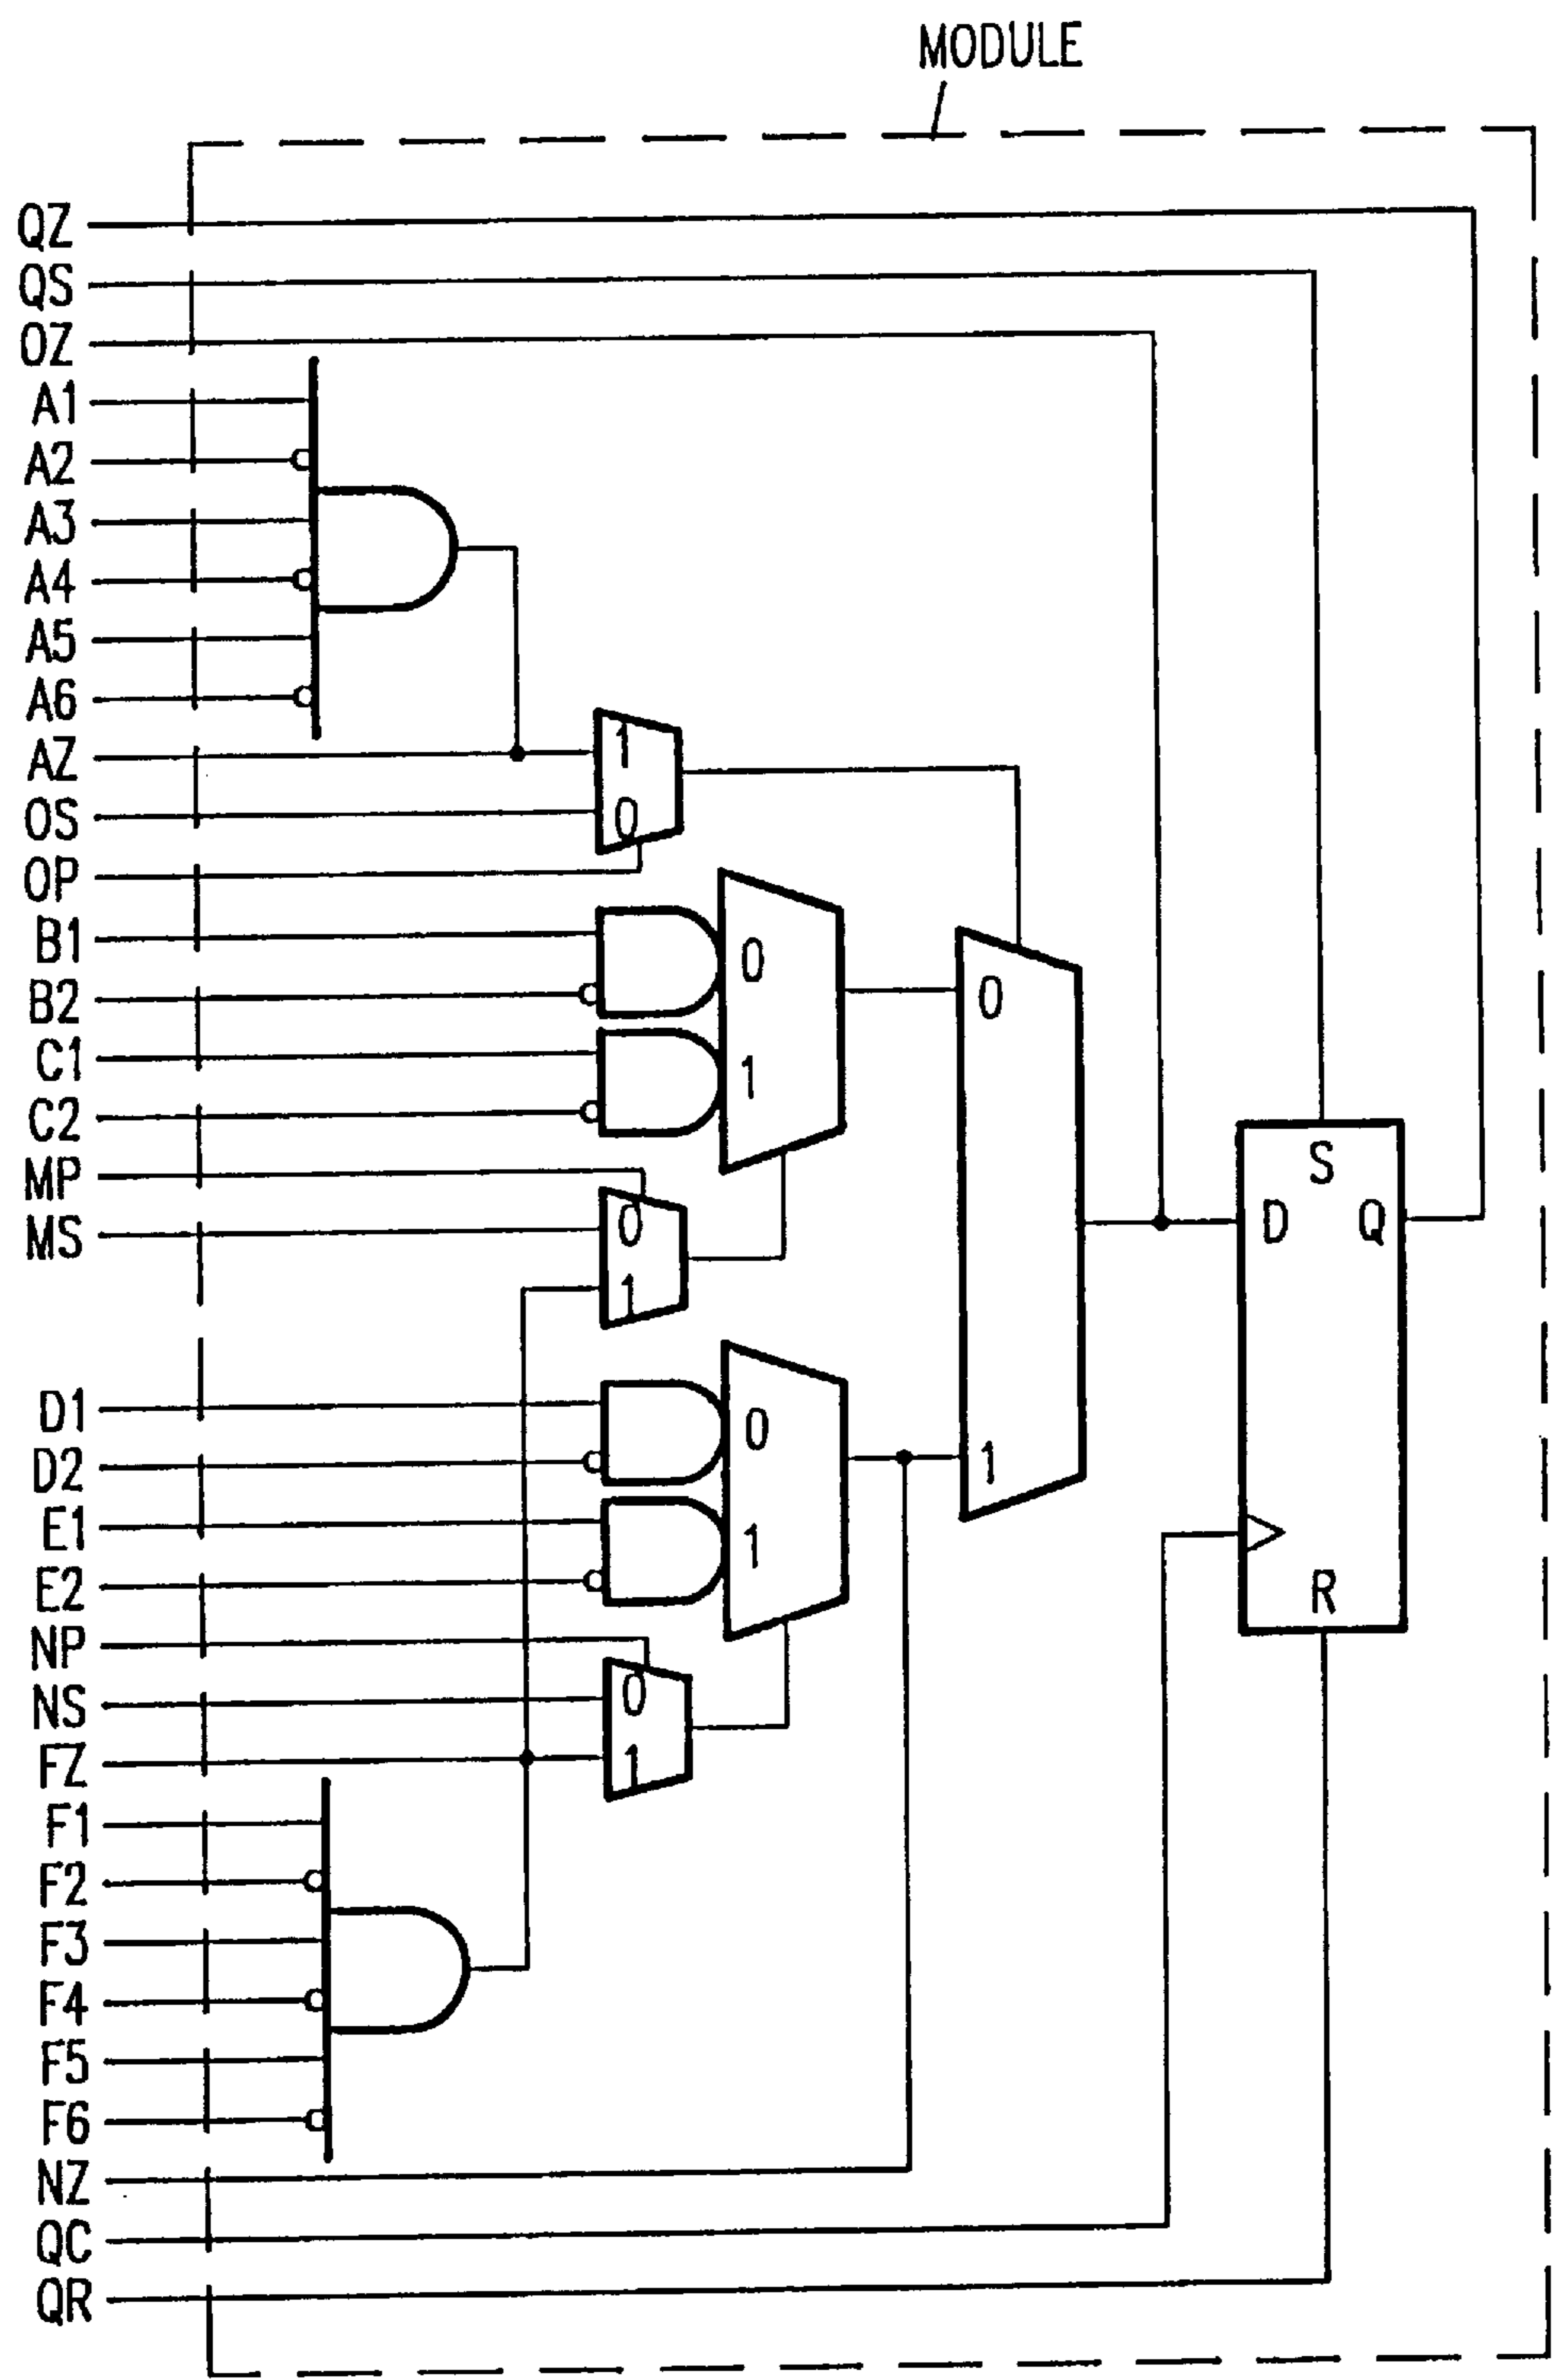 MODULE
QZ
QS
OZ
A1
A2
A3
A4
A5
A6
AZ
1
OS
0
OP
B1
0
B2
0
C1
1
C2
MP
S
MS
0
D
Q
1
D1
0
D2
1
E1
1
E2
R
NP
NS
0
FZ
1
F1
F2
F3
F4
F5
F6
NZ
QC
QR